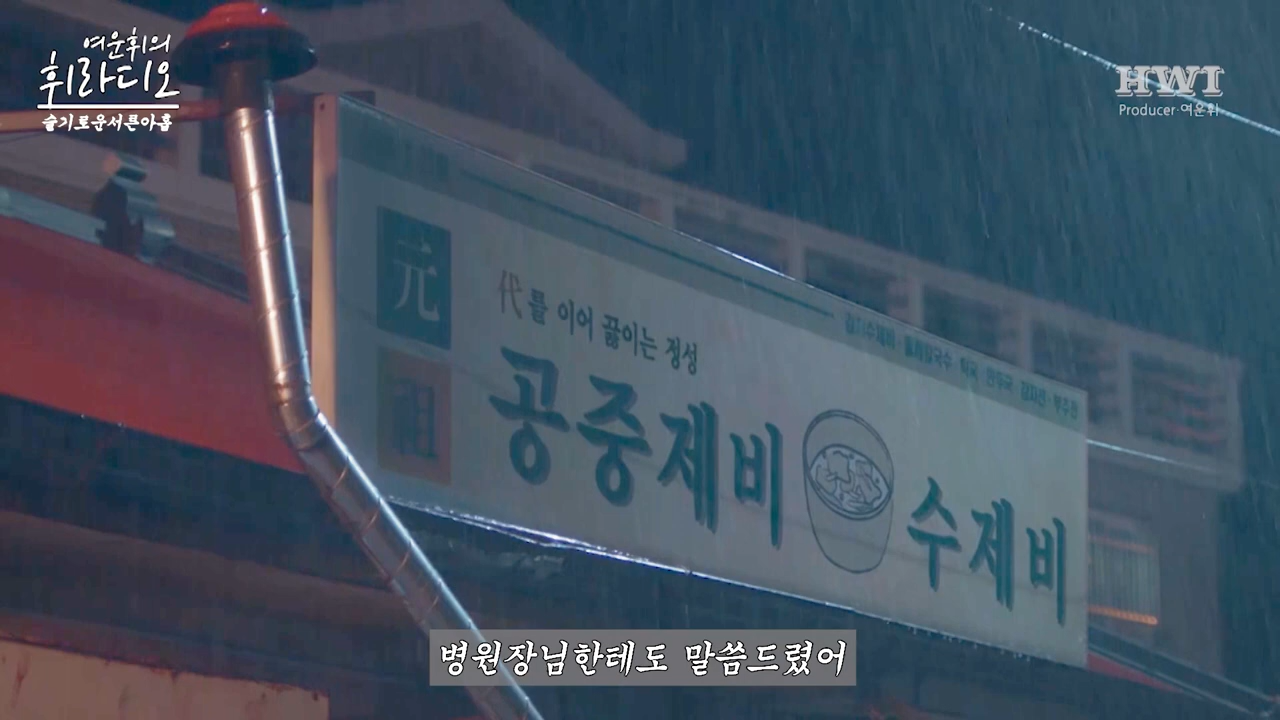 여운휘의
휘라디오
슬기로운서른아홉
HWI
Producer 여운휘
元
祖
代를 이어 끓이는 정성
공중제비
수제비
병원장님한테도 말씀드렸어